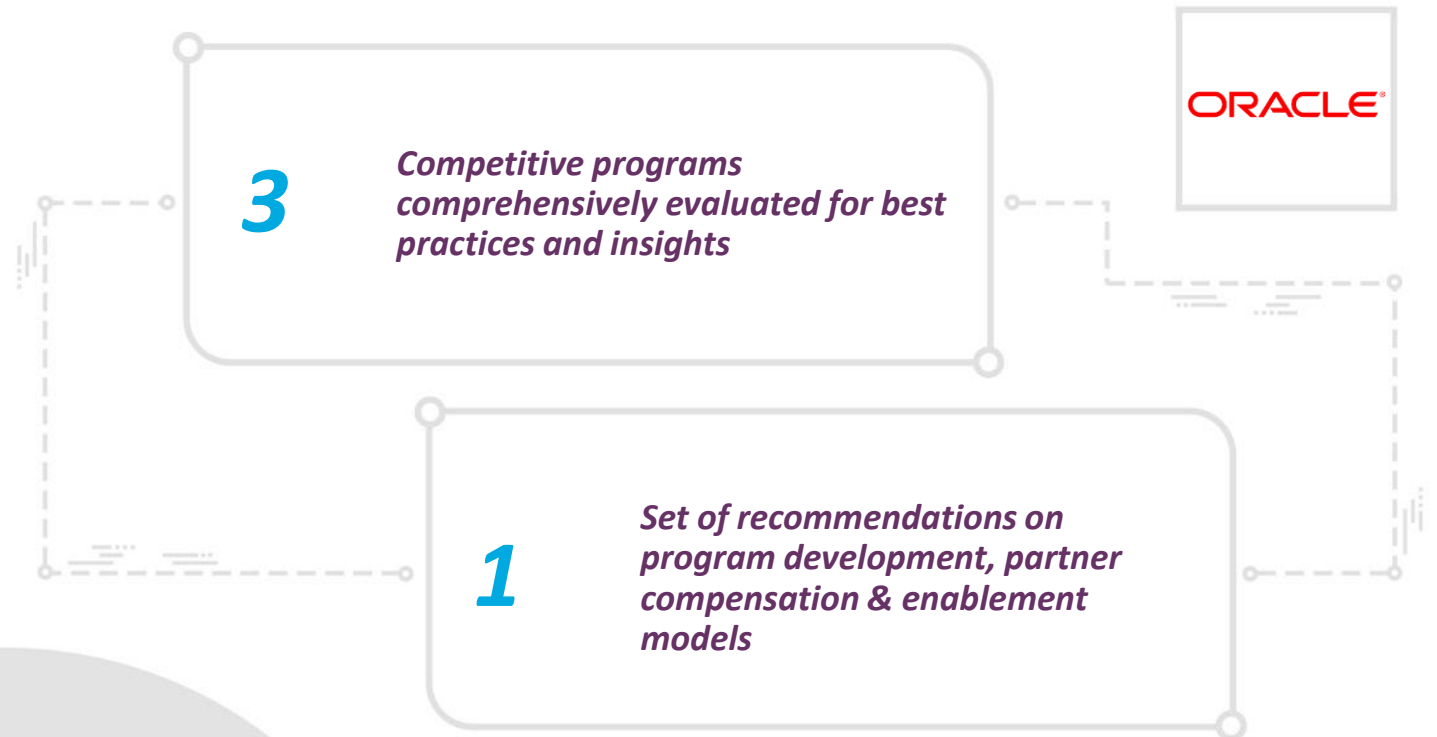 ORACLE®
3
Competitive programs
comprehensively evaluated for best
practices and insights
1
Set of recommendations on
program development, partner
compensation & enablement
models